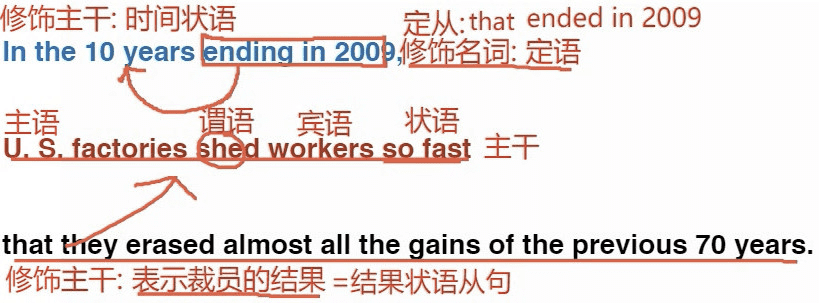 修饰主干: 时间状语 定从: that ended in 2009
In the 10 years ending in 2009, 修饰名词: 定语
主语 谓语 宾语 状语
U. S. factories shed workers so fast 主干
that they erased almost all the gains of the previous 70 years.
修饰主干: 表示裁员的结果 =结果状语从句